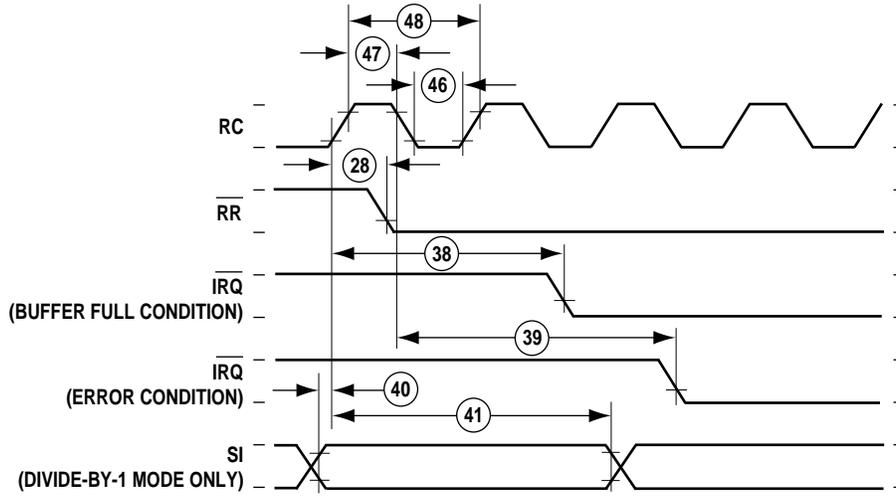 48
47
46
RC
28
RR
38
IRQ
(BUFFER FULL CONDITION)
39
IRQ
(ERROR CONDITION)
40
41
SI
(DIVIDE-BY-1 MODE ONLY)